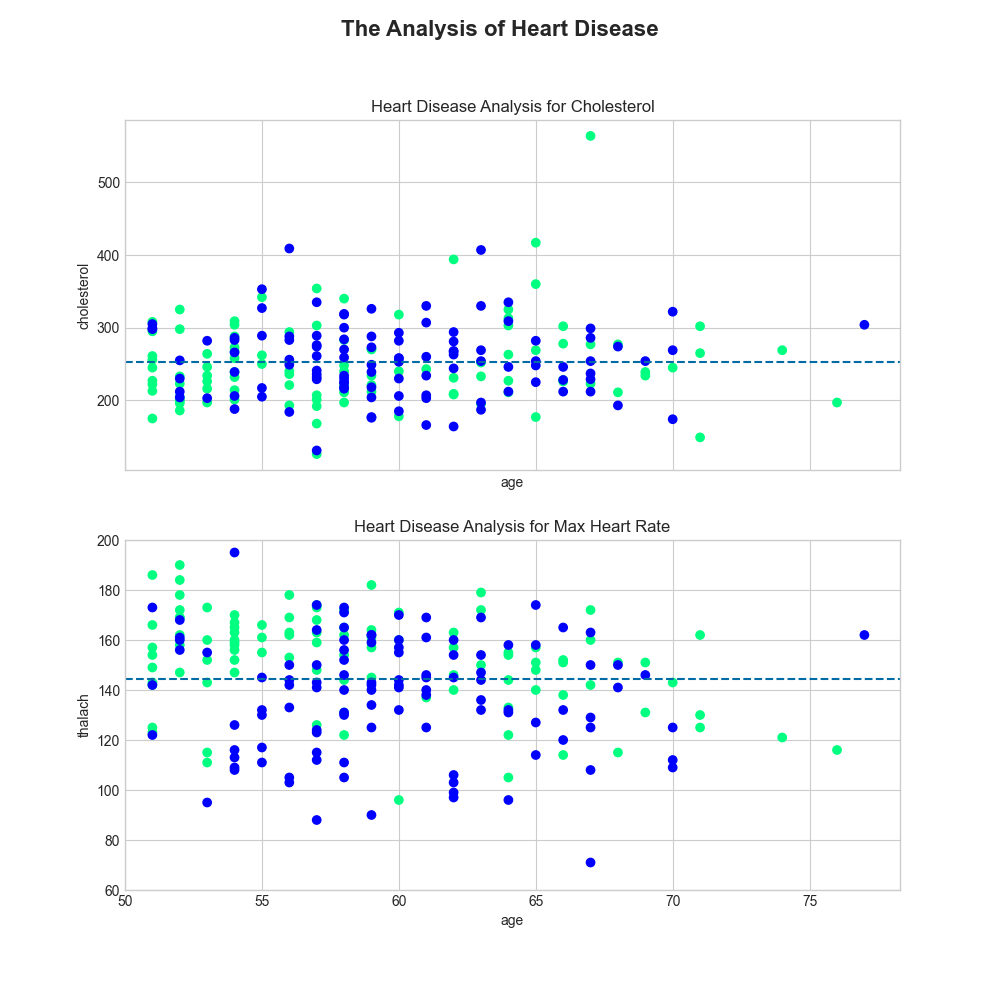 The Analysis of Heart Disease
Heart Disease Analysis for Cholesterol
500
400
300
200
cholesterol
age
Heart Disease Analysis for Max Heart Rate
200
180
160
140
120
100
80
60
thalach
50 55 60 65 70 75
age